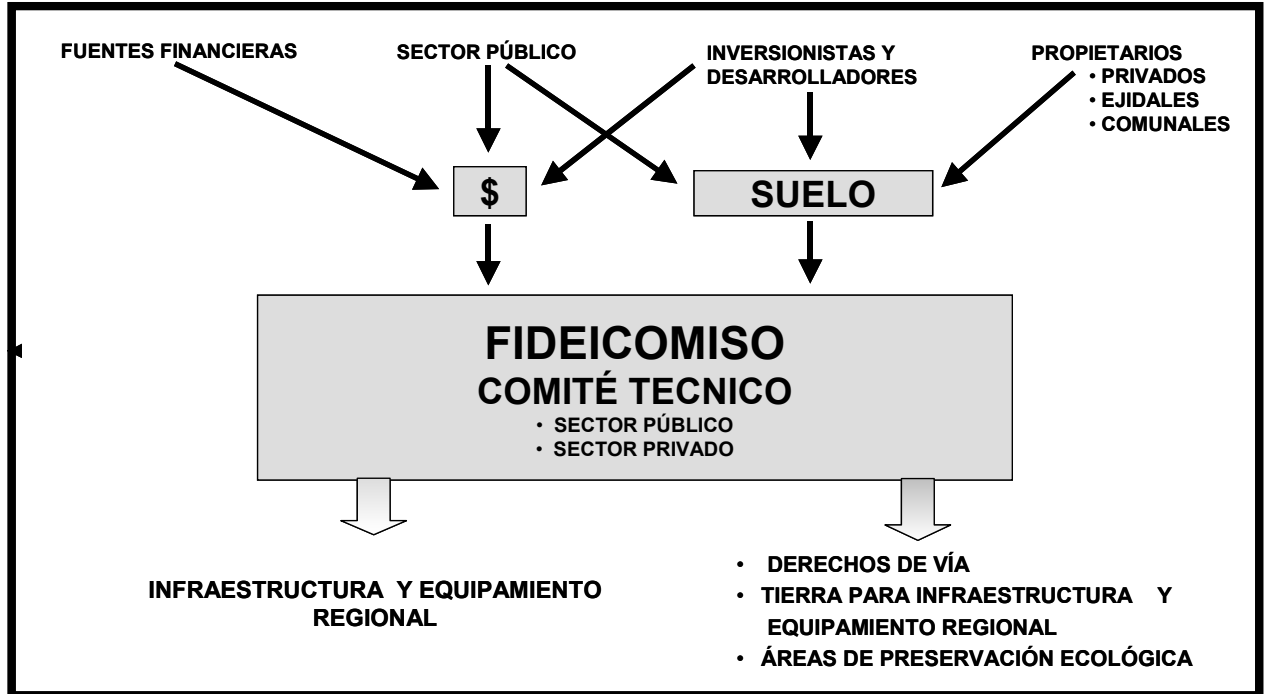 FUENTES FINANCIERAS
SECTOR PÚBLICO
INVERSIONISTAS Y
DESARROLLADORES
PROPIETARIOS
• PRIVADOS
• EJIDALES
• COMUNALES
$
SUELO
FIDEICOMISO
COMITÉ TECNICO
• SECTOR PÚBLICO
• SECTOR PRIVADO
INFRAESTRUCTURA Y EQUIPAMIENTO
REGIONAL
• DERECHOS DE VÍA
• TIERRA PARA INFRAESTRUCTURA Y
EQUIPAMIENTO REGIONAL
• ÁREAS DE PRESERVACIÓN ECOLÓGICA